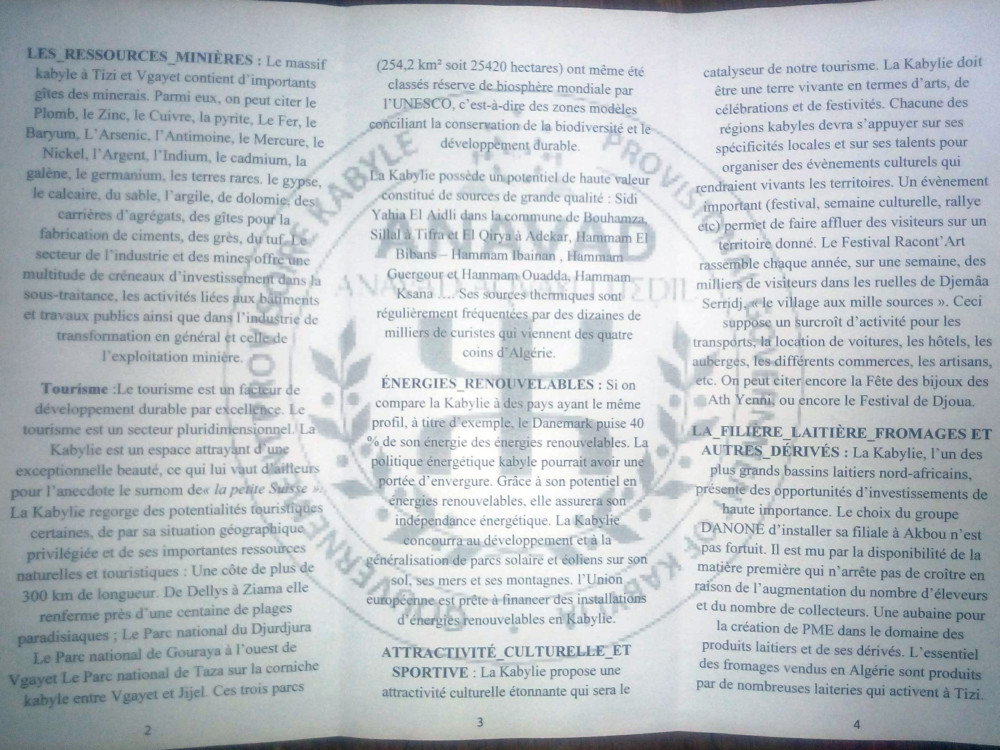 LES_RESSOURCES_MINIÈRES : Le massif
kabyle à Tizi et Vgayet contient d'importants
gîtes des minerais. Parmi eux, on peut citer le
Plomb, le Zinc, le Cuivre, la pyrite, Le Fer, le
Baryum, L'Arsenic, l'Antimoine, le Mercure, le
Nickel, l'Argent, l'Indium, le cadmium, la
galène, le germanium, les terres rares. le gypse,
le calcaire, du sable, l'argile, de dolomie, des
carrières d'agrégats, des gîtes pour la
fabrication de ciments, des grès, du tuf. Le
secteur de l'industrie et des mines offre une
multitude de créneaux d'investissement dans la
sous-traitance, les activités liées aux bâtiments
et travaux publics ainsi que dans l'industrie de
transformation en général et celle de
l'exploitation minière.
Tourisme :Le tourisme est un facteur de
développement durable par excellence. Le
tourisme est un secteur pluridimensionnel. La
Kabylie est un espace attrayant d'une
exceptionnelle beauté, ce qui lui vaut d'ailleurs
pour l'anecdote le surnom de« la petite Suisse ».
La Kabylie regorge des potentialités touristiques
certaines, de par sa situation géographique
privilégiée et de ses importantes ressources
naturelles et touristiques : Une côte de plus de
300 km de longueur. De Dellys à Ziama elle
renferme près d'une centaine de plages
paradisiaques ; Le Parc national du Djurdjura
Le Parc national de Gouraya à l'ouest de
Vgayet Le Parc national de Taza sur la corniche
kabyle entre Vgayet et Jijel. Ces trois parcs
2
(254,2 km² soit 25420 hectares) ont même été
classés réserve de biosphère mondiale par
l'UNESCO, c'est-à-dire des zones modèles
conciliant la conservation de la biodiversité et le
développement durable.
La Kabylie possède un potentiel de haute valeur
constitué de sources de grande qualité : Sidi
Yahia El Aidli dans la commune de Bouhamza,
Sillal à Tifra et El Qirya à Adekar, Hammam El
Bibans – Hammam Ibainan , Hammam
Guergour et Hammam Ouadda, Hammam
Ksana …. Ses sources thermiques sont
régulièrement fréquentées par des dizaines de
milliers de curistes qui viennent des quatre
coins d'Algérie.
ÉNERGIES_RENOUVELABLES : Si on
compare la Kabylie à des pays ayant le même
profil, à titre d'exemple, le Danemark puise 40
% de son énergie des énergies renouvelables. La
politique énergétique kabyle pourrait avoir une
portée d'envergure. Grâce à son potentiel en
énergies renouvelables, elle assurera son
indépendance énergétique. La Kabylie
concourra au développement et à la
généralisation de parcs solaire et éoliens sur son
sol, ses mers et ses montagnes. l'Union
européenne est prête à financer des installations
d'énergies renouvelables en Kabylie.
ATTRACTIVITÉ_CULTURELLE_ET
SPORTIVE : La Kabylie propose une
attractivité culturelle étonnante qui sera le
3
catalyseur de notre tourisme. La Kabylie doit
être une terre vivante en termes d'arts, de
célébrations et de festivités. Chacune des
régions kabyles devra s'appuyer sur ses
spécificités locales et sur ses talents pour
organiser des évènements culturels qui
rendraient vivants les territoires. Un évènement
important (festival, semaine culturelle, rallye
etc) permet de faire affluer des visiteurs sur un
territoire donné. Le Festival Racont'Art
rassemble chaque année, sur une semaine, des
milliers de visiteurs dans les ruelles de Djemâa
Serridj, « le village aux mille sources ». Ceci
suppose un surcroît d'activité pour les
transports, la location de voitures, les hôtels, les
auberges, les différents commerces, les artisans,
etc. On peut citer encore la Fête des bijoux des
Ath Yenni, ou encore le Festival de Djoua.
LA_FILIÈRE_LAITIÈRE_FROMAGES ET
AUTRES_DÉRIVÉS : La Kabylie, l'un des
plus grands bassins laitiers nord-africains,
présente des opportunités d'investissements de
haute importance. Le choix du groupe
DANONE d'installer sa filiale à Akbou n'est
pas fortuit. Il est mu par la disponibilité de la
matière première qui n'arrête pas de croître en
raison de l'augmentation du nombre d'éleveurs
et du nombre de collecteurs. Une aubaine pour
la création de PME dans le domaine des
produits laitiers et de ses dérivés. L'essentiel
des fromages vendus en Algérie sont produits
par de nombreuses laiteries qui activent à Tizi.
4
ANAVAD